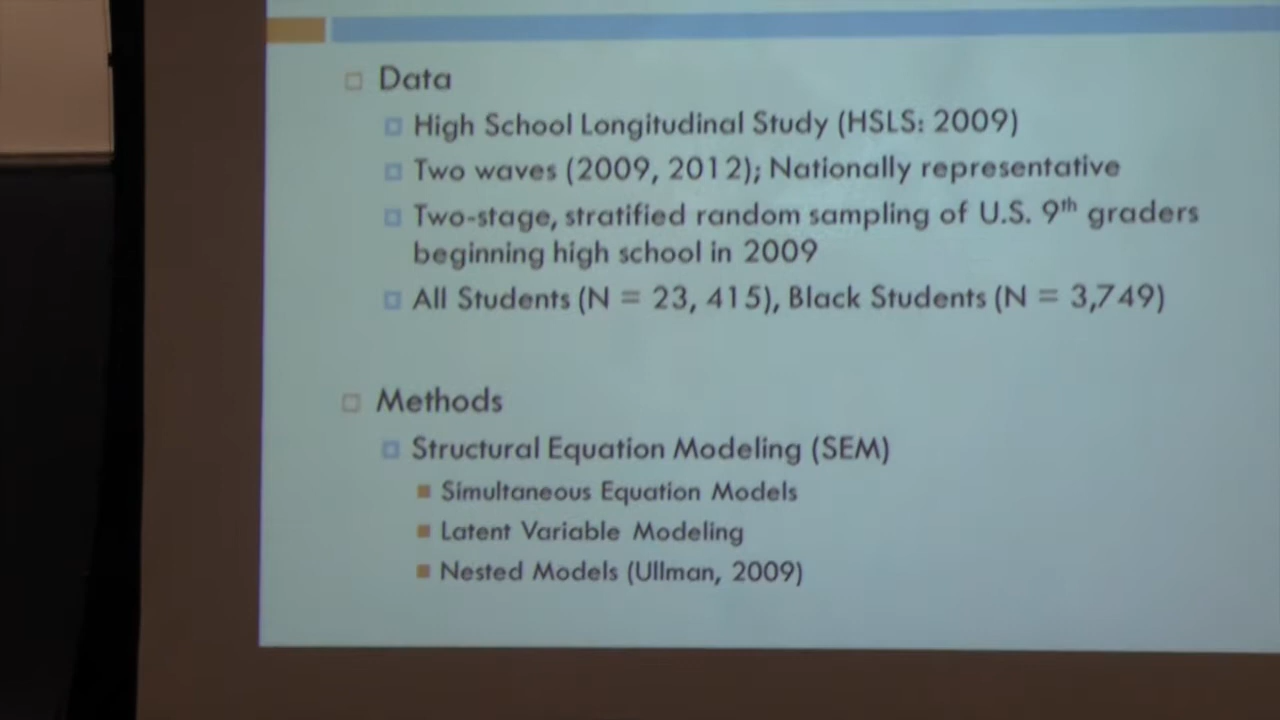 Data
High School Longitudinal Study (HSLS: 2009)
Two waves (2009, 2012); Nationally representative
Two-stage, stratified random sampling of U.S. 9th graders
beginning high school in 2009
All Students (N = 23, 415), Black Students (N = 3,749)
Methods
Structural Equation Modeling (SEM)
Simultaneous Equation Models
Latent Variable Modeling
Nested Models (Ullman, 2009)